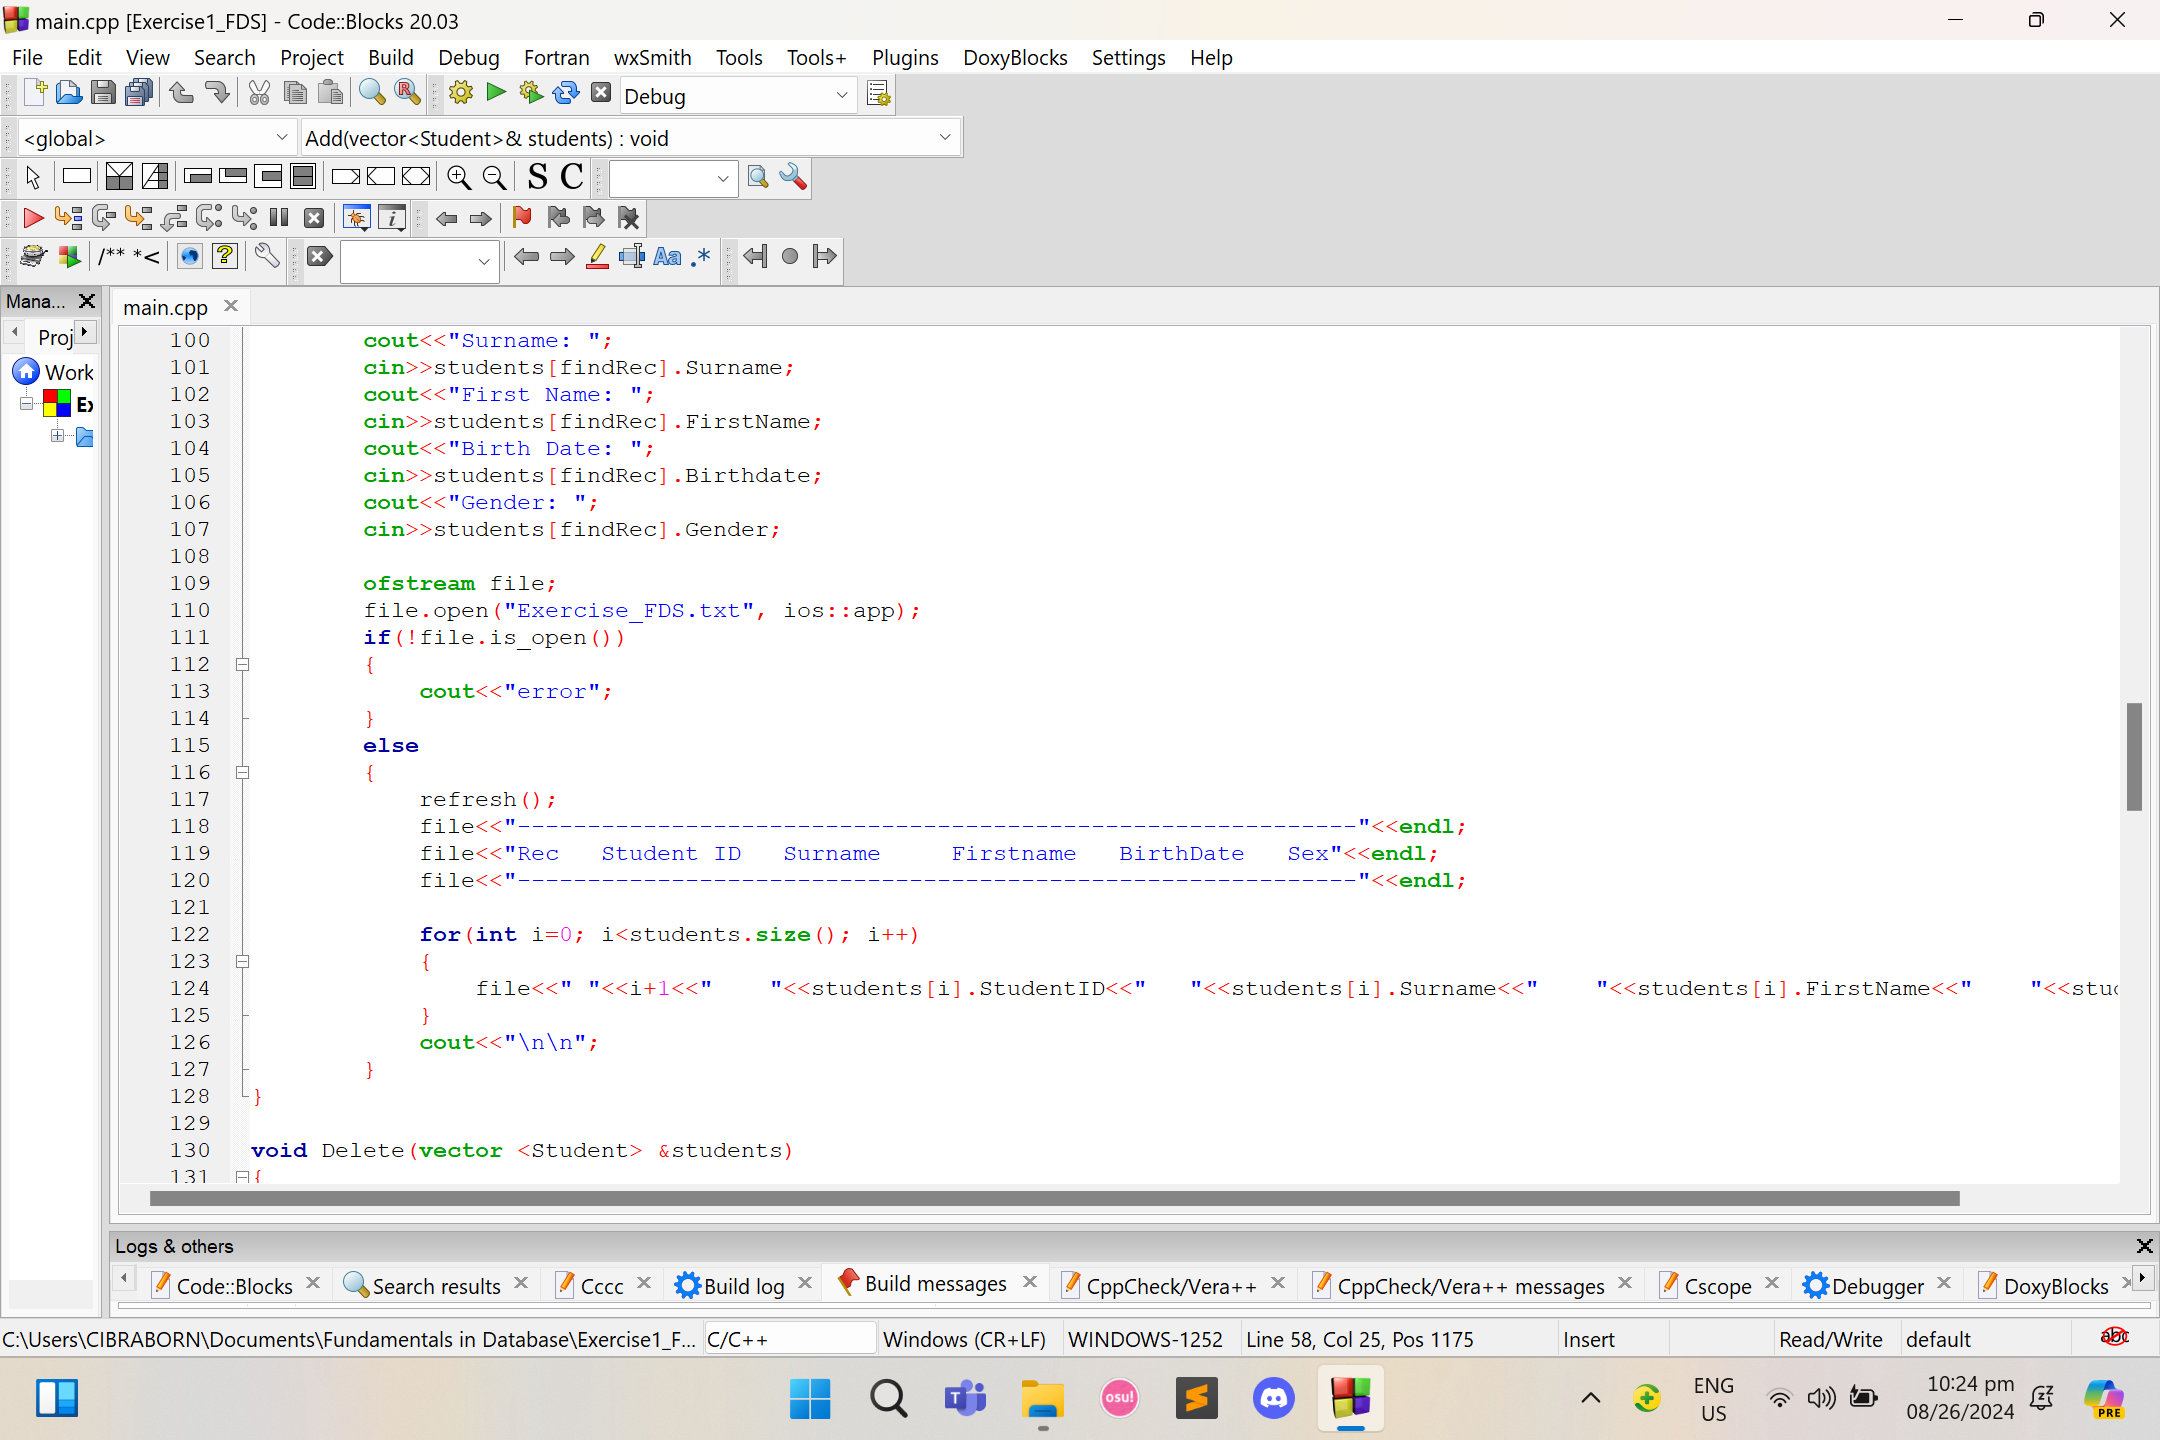 main.cpp [Exercise1_FDS] - Code::Blocks 20.03
File Edit View Search Project Build Debug Fortran wxSmith Tools Tools+ Plugins DoxyBlocks Settings Help
Debug
<global> Add(vector<Student>& students) : void
S C
/** *<
Aa .*
Mana...
main.cpp
Proj
Work
Ex
100 cout<<"Surname: ";
101 cin>>students[findRec].Surname;
102 cout<<"First Name: ";
103 cin>>students[findRec].FirstName;
104 cout<<"Birth Date: ";
105 cin>>students[findRec].Birthdate;
106 cout<<"Gender: ";
107 cin>>students[findRec].Gender;
108
109 ofstream file;
110 file.open("Exercise_FDS.txt", ios::app);
111 if(!file.is_open())
112 {
113 cout<<"error";
114 }
115 else
116 {
117 refresh();
118 file<<"------------------------------------------------------------"<<endl;
119 file<<"Rec   Student ID   Surname     Firstname   BirthDate   Sex"<<endl;
120 file<<"------------------------------------------------------------"<<endl;
121
122 for(int i=0; i<students.size(); i++)
123 {
124 file<<" "<<i+1<<"    "<<students[i].StudentID<<"   "<<students[i].Surname<<"    "<<students[i].FirstName<<"    "<<stud
125 }
126 cout<<"\n\n";
127 }
128 }
129
130 void Delete(vector <Student> &students)
131 {
Logs & others
Code::Blocks Search results Cccc Build log Build messages CppCheck/Vera++ CppCheck/Vera++ messages Cscope Debugger DoxyBlocks
C:\Users\CIBRABORN\Documents\Fundamentals in Database\Exercise1_F... C/C++ Windows (CR+LF) WINDOWS-1252 Line 58, Col 25, Pos 1175 Insert Read/Write default abc
osu!
ENG
US
10:24 pm
08/26/2024
PRE